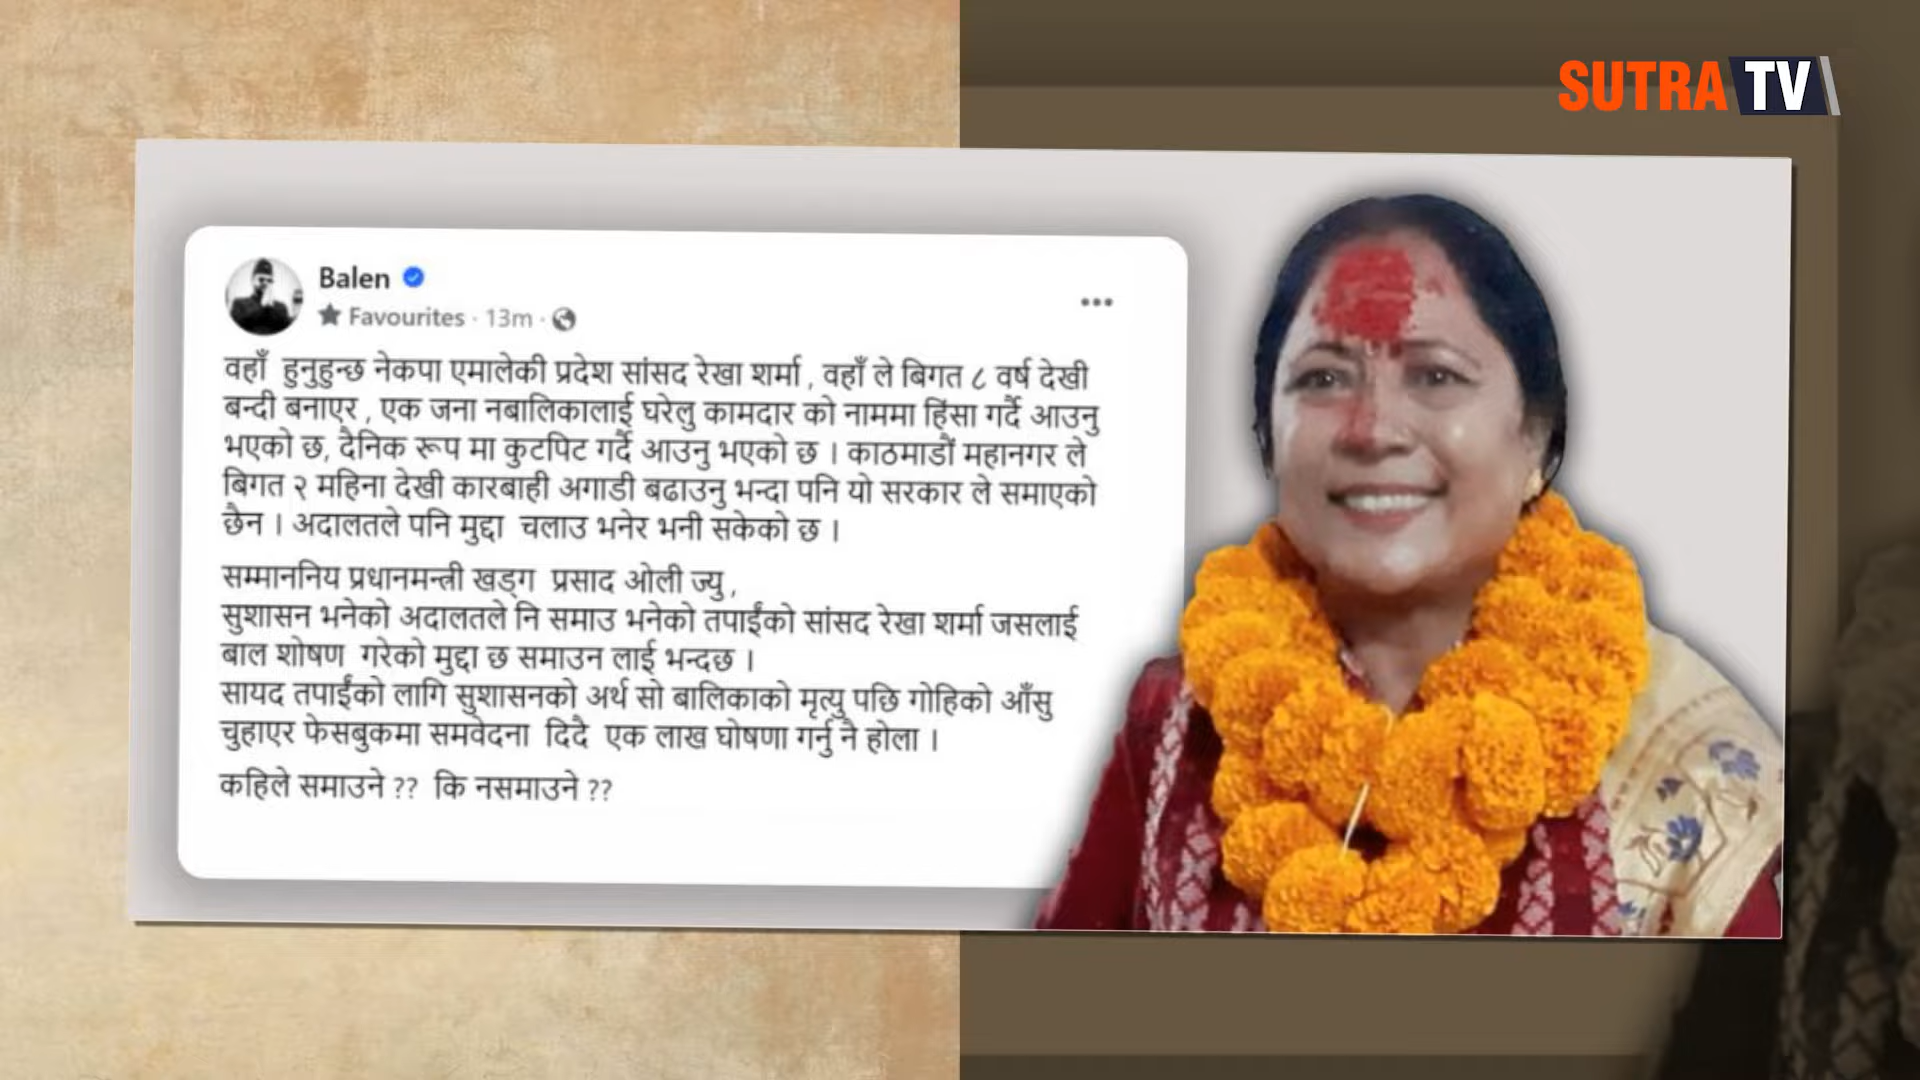 SUTRA TV
Balen
Favourites · 13m ·
वहाँ हुनुहुन्छ नेकपा एमालेकी प्रदेश सांसद रेखा शर्मा , वहाँ ले बिगत ८ वर्ष देखी
बन्दी बनाएर , एक जना नबालिकालाई घरेलु कामदार को नाममा हिंसा गर्दै आउनु
भएको छ, दैनिक रूप मा कुटपिट गर्दै आउनु भएको छ । काठमाडौं महानगर ले
बिगत २ महिना देखी कारबाही अगाडी बढाउनु भन्दा पनि यो सरकार ले समाएको
छैन । अदालतले पनि मुद्दा चलाउ भनेर भनी सकेको छ ।
सम्माननिय प्रधानमन्त्री खड्ग प्रसाद ओली ज्यु ,
सुशासन भनेको अदालतले नि समाउ भनेको तपाईंको सांसद रेखा शर्मा जसलाई
बाल शोषण गरेको मुद्दा छ समाउन लाई भन्दछ ।
सायद तपाईंको लागि सुशासनको अर्थ सो बालिकाको मृत्यु पछि गोहिको आँसु
चुहाएर फेसबुकमा समवेदना दिदै एक लाख घोषणा गर्नु नै होला ।
कहिले समाउने ?? कि नसमाउने ??